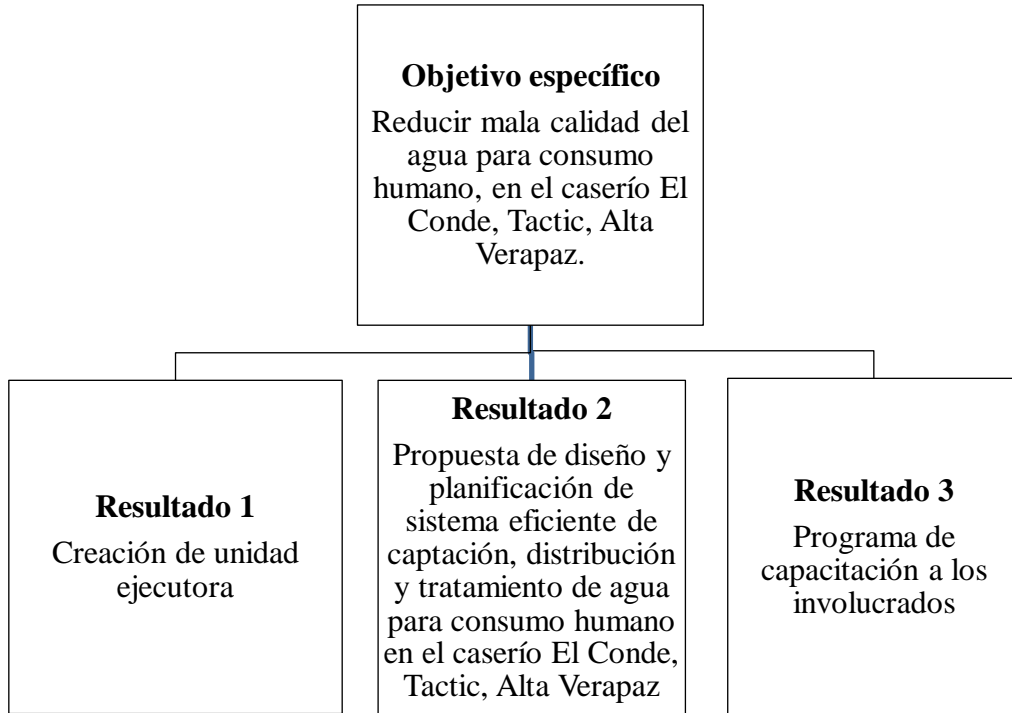 Objetivo específico
Reducir mala calidad del
agua para consumo
humano, en el caserío El
Conde, Tactic, Alta
Verapaz.
Resultado 1
Creación de unidad
ejecutora
Resultado 2
Propuesta de diseño y
planificación de
sistema eficiente de
captación, distribución
y tratamiento de agua
para consumo humano
en el caserío El Conde,
Tactic, Alta Verapaz
Resultado 3
Programa de
capacitación a los
involucrados